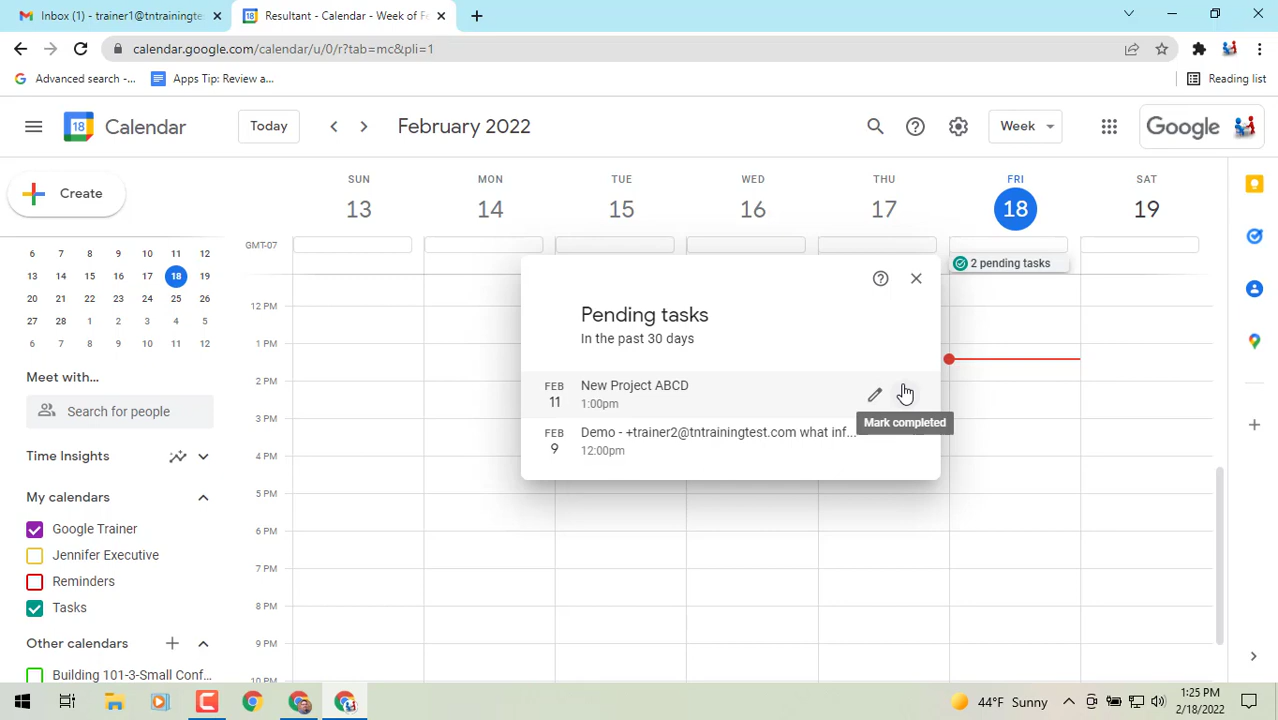 Inbox (1) - trainer1@tntrainingte
Resultant - Calendar - Week of Fe
calendar.google.com/calendar/u/0/r?tab=mc&pli=1
Advanced search -...
Apps Tip: Review a...
Reading list
18
Calendar
Today
February 2022
Week
Google
Create
SUN
MON
TUE
WED
THU
FRI
SAT
13
14
15
16
17
18
19
GMT-07
2 pending tasks
6 7 8 9 10 11 12
13 14 15 16 17 18 19
20 21 22 23 24 25 26
27 28 1 2 3 4 5
6 7 8 9 10 11 12
Meet with...
Search for people
Time Insights
My calendars
Google Trainer
Jennifer Executive
Reminders
Tasks
Other calendars
Building 101-3-Small Conf...
12 PM
1 PM
2 PM
3 PM
4 PM
5 PM
6 PM
7 PM
8 PM
9 PM
10 PM
Pending tasks
In the past 30 days
FEB
11
New Project ABCD
1:00pm
Mark completed
FEB
9
Demo - +trainer2@tntrainingtest.com what inf...
12:00pm
44°F Sunny
1:25 PM
2/18/2022